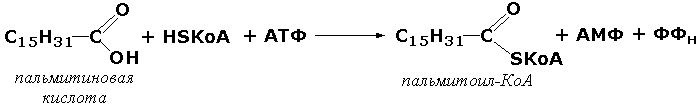 O O
C15H31—C + HSKoA + АТФ C15H31—C + АМФ + ФФН
OH SKoA
пальмитиновая пальмитоил-КоА
кислота